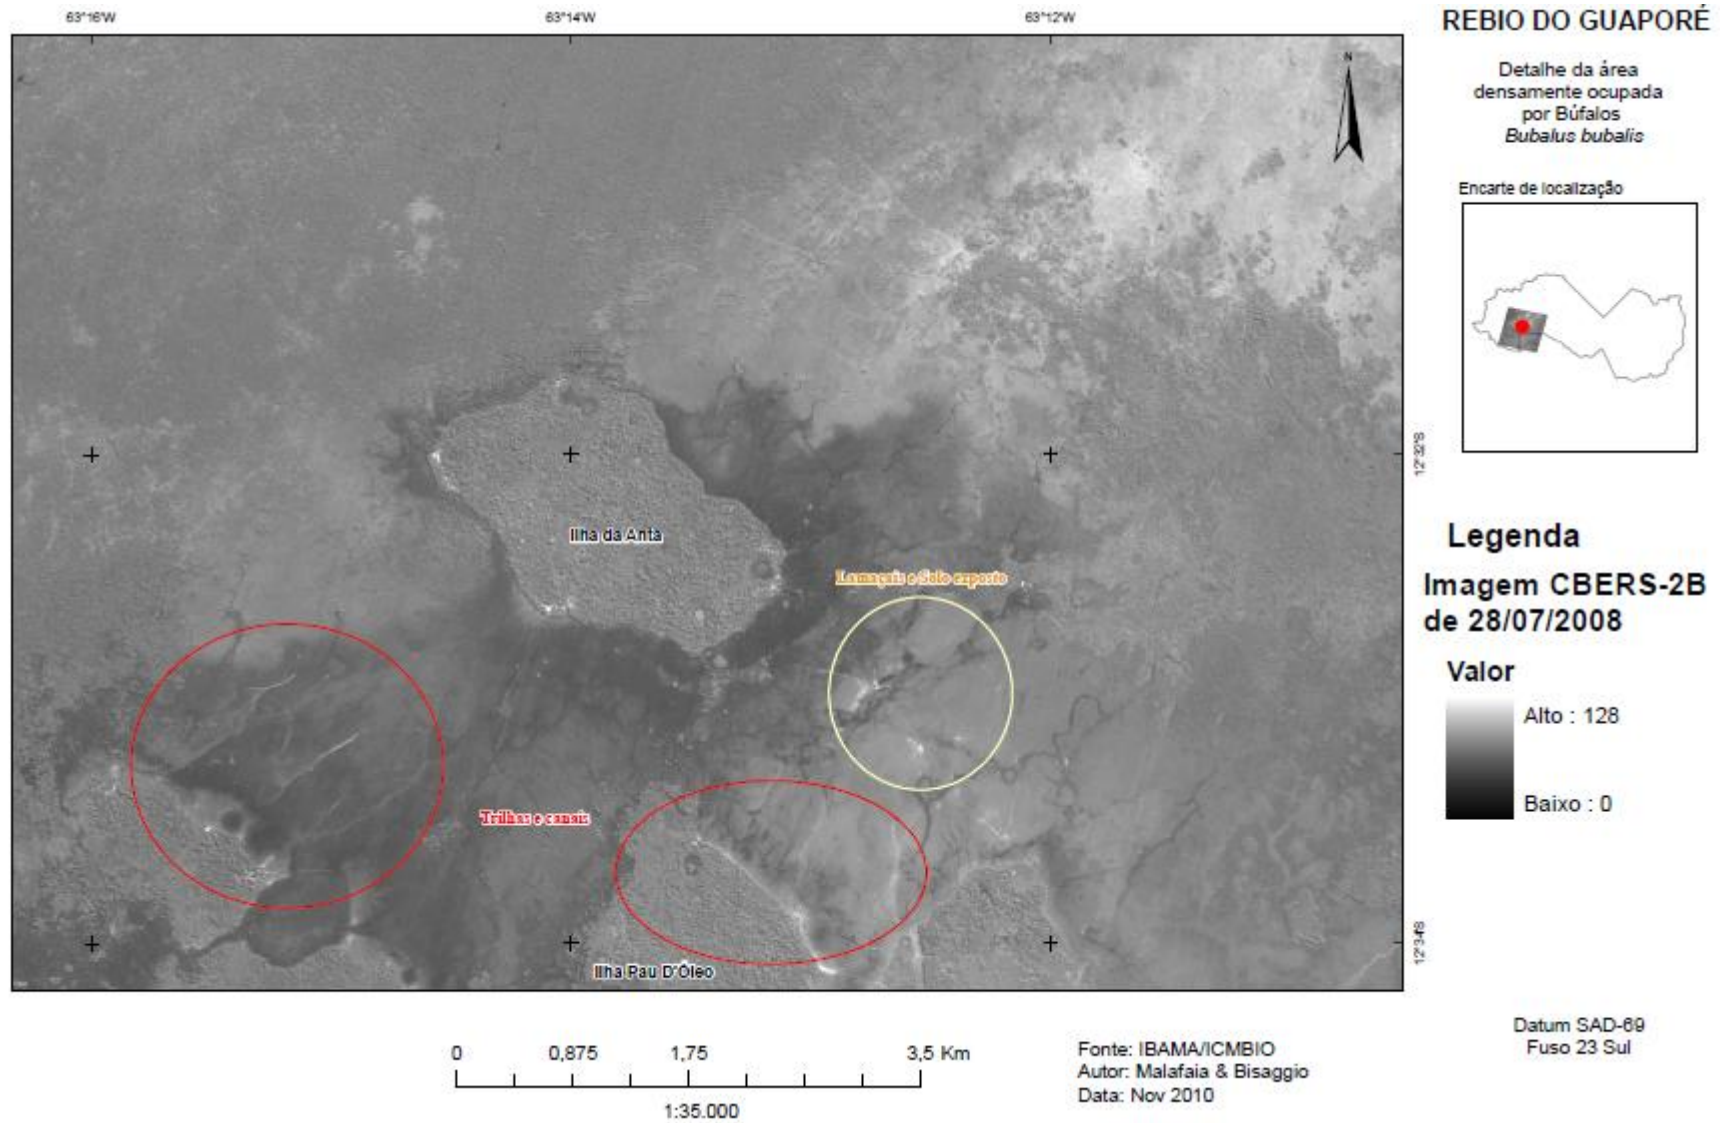 63°16'W
63°14'W
63°12'W
REBIO DO GUAPORÉ
Detalhe da área
densamente ocupada
por Búfalos
Bubalus bubalis
Encarte de localização
N
12°32'S
Ilha da Anta
Lamaçais e Solo exposto
Legenda
Imagem CBERS-2B
de 28/07/2008
Valor
Alto : 128
Baixo : 0
Trilhas e canais
12°34'S
Ilha Pau D'Óleo
0 0,875 1,75 3,5 Km
1:35.000
Fonte: IBAMA/ICMBIO
Autor: Malafaia & Bisaggio
Data: Nov 2010
Datum SAD-69
Fuso 23 Sul